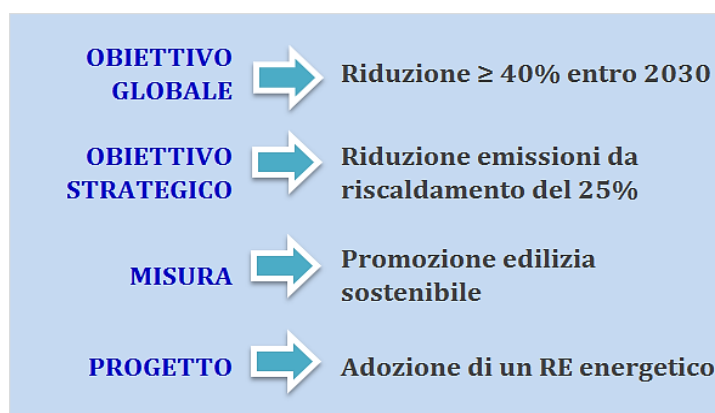 OBIETTIVO
GLOBALE
Riduzione ≥ 40% entro 2030
OBIETTIVO
STRATEGICO
Riduzione emissioni da
riscaldamento del 25%
MISURA
Promozione edilizia
sostenibile
PROGETTO
Adozione di un RE energetico